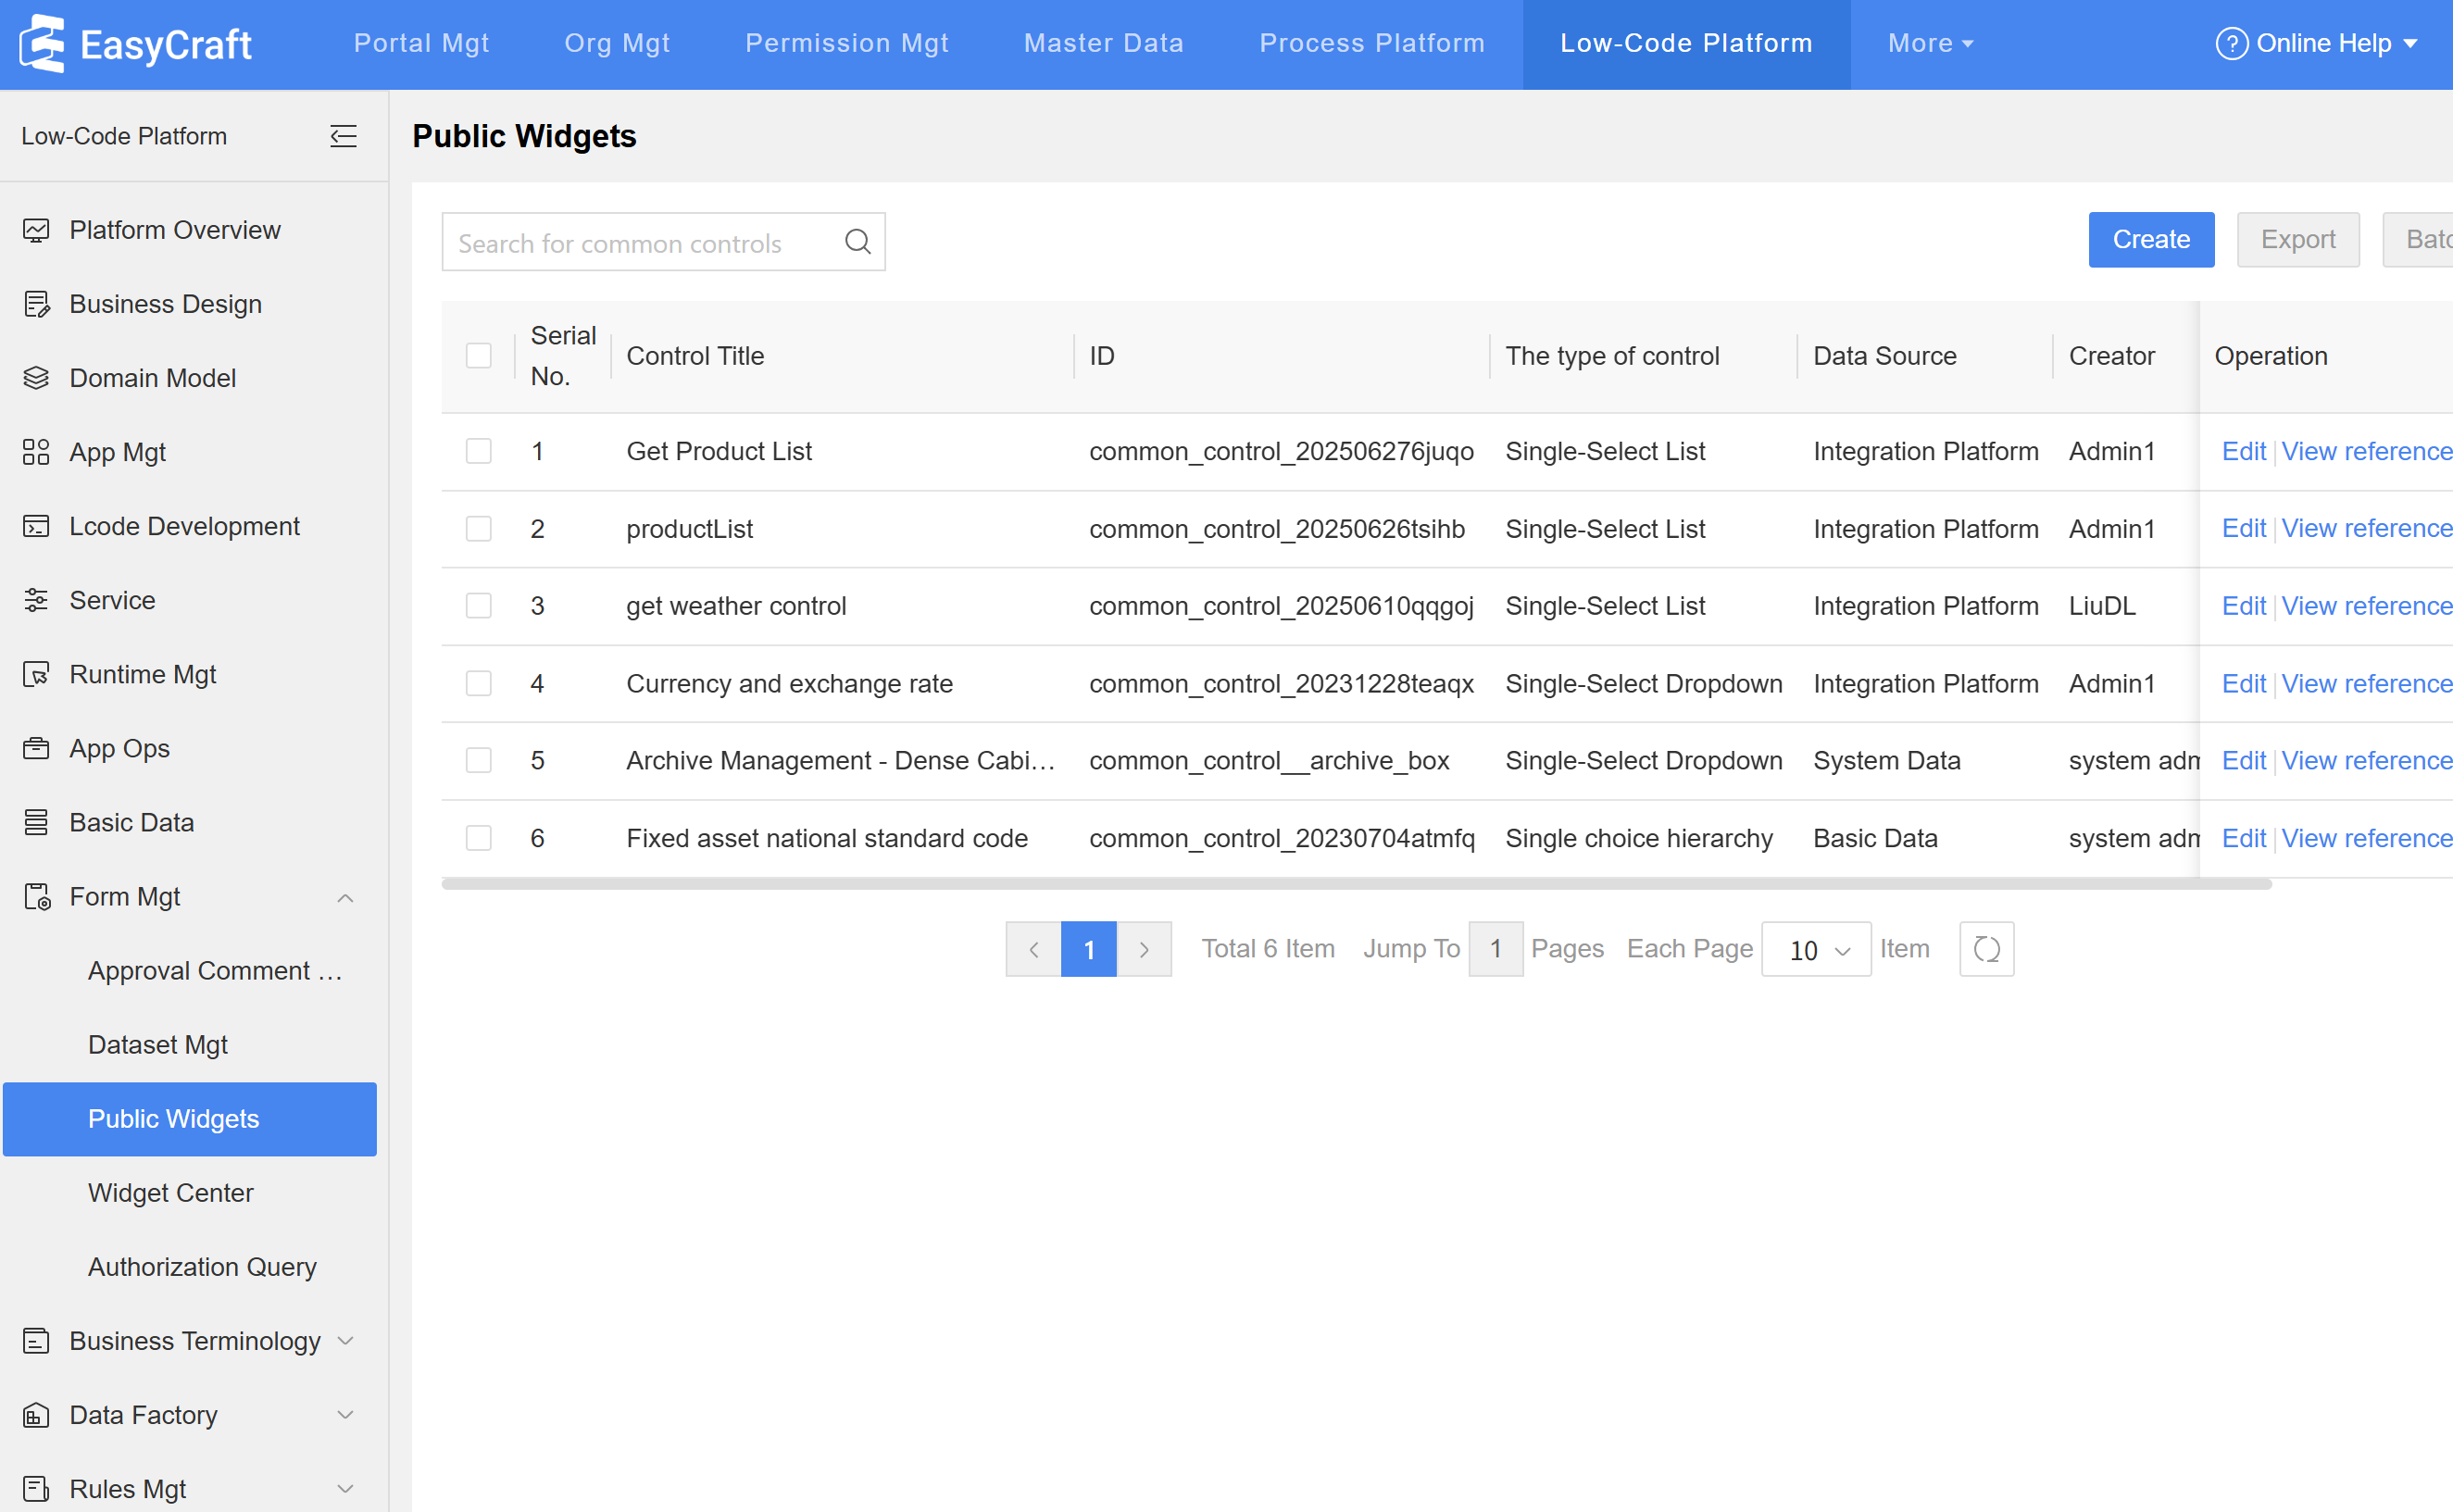 EasyCraft
Portal Mgt
Org Mgt
Permission Mgt
Master Data
Process Platform
Low-Code Platform
More
Online Help
Low-Code Platform
Platform Overview
Business Design
Domain Model
App Mgt
Lcode Development
Service
Runtime Mgt
App Ops
Basic Data
Form Mgt
Approval Comment ...
Dataset Mgt
Public Widgets
Widget Center
Authorization Query
Business Terminology
Data Factory
Rules Mgt
Public Widgets
Search for common controls
Create
Export
Serial No. Control Title ID The type of control Data Source Creator Operation
1 Get Product List common_control_202506276juqo Single-Select List Integration Platform Admin1 Edit View reference
2 productList common_control_20250626tsihb Single-Select List Integration Platform Admin1 Edit View reference
3 get weather control common_control_20250610qqgoj Single-Select List Integration Platform LiuDL Edit View reference
4 Currency and exchange rate common_control_20231228teaqx Single-Select Dropdown Integration Platform Admin1 Edit View reference
5 Archive Management - Dense Cabi... common_control__archive_box Single-Select Dropdown System Data system adm Edit View reference
6 Fixed asset national standard code common_control_20230704atmfq Single choice hierarchy Basic Data system adm Edit View reference
1 Total 6 Item Jump To 1 Pages Each Page 10 Item